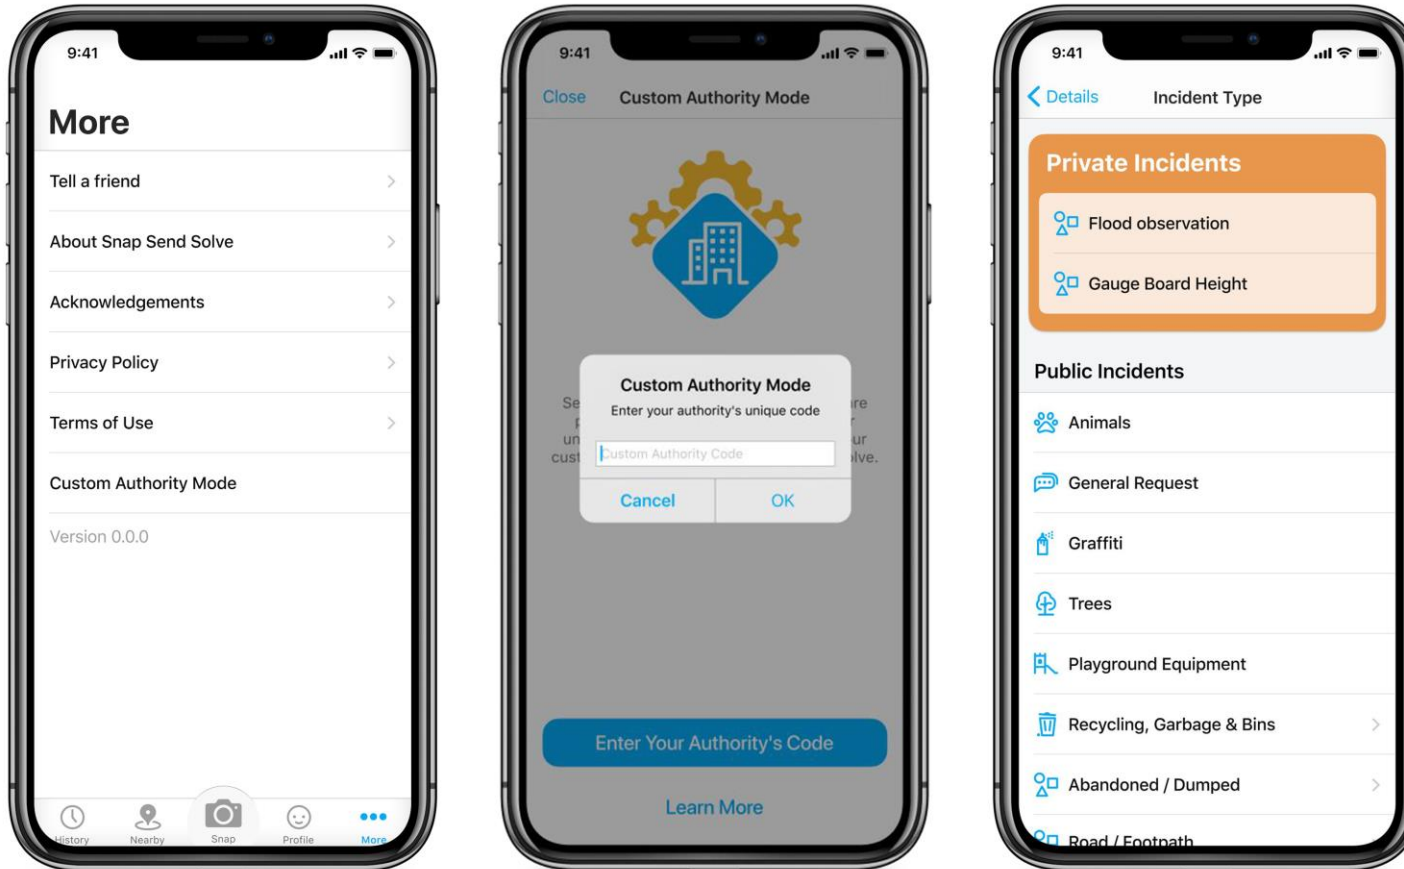 9:41
More
Tell a friend
About Snap Send Solve
Acknowledgements
Privacy Policy
Terms of Use
Custom Authority Mode
Version 0.0.0
History
Nearby
Snap
Profile
More
9:41
Close
Custom Authority Mode
Custom Authority Mode
Enter your authority's unique code
Custom Authority Code
Cancel
OK
Enter Your Authority's Code
Learn More
9:41
Details
Incident Type
Private Incidents
Flood observation
Gauge Board Height
Public Incidents
Animals
General Request
Graffiti
Trees
Playground Equipment
Recycling, Garbage & Bins
Abandoned / Dumped
Road / Footpath